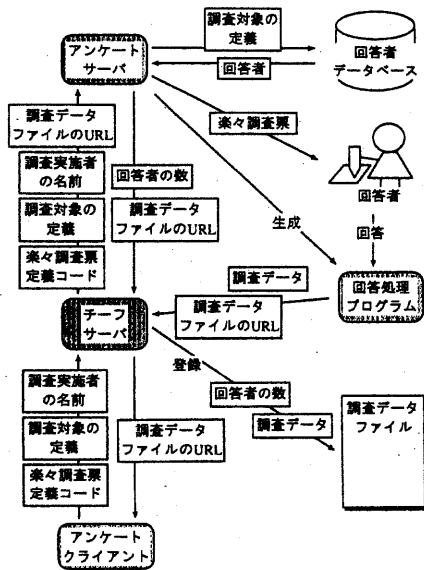 調査対象の
定義
アンケート
サーバ
回答者
回答者
データベース
調査データ
ファイルのURL
楽々調査票
調査実施者
の名前
回答者の数
回答者
調査対象の
定義
調査データ
ファイルのURL
生成
回答
楽々調査票
定義コード
調査データ
回答処理
プログラム
チーフ
サーバ
調査データ
ファイルのURL
登録
調査実施者
の名前
回答者の数
調査データ
調査データ
ファイル
調査対象の
定義
調査データ
ファイルのURL
楽々調査票
定義コード
アンケート
クライアント